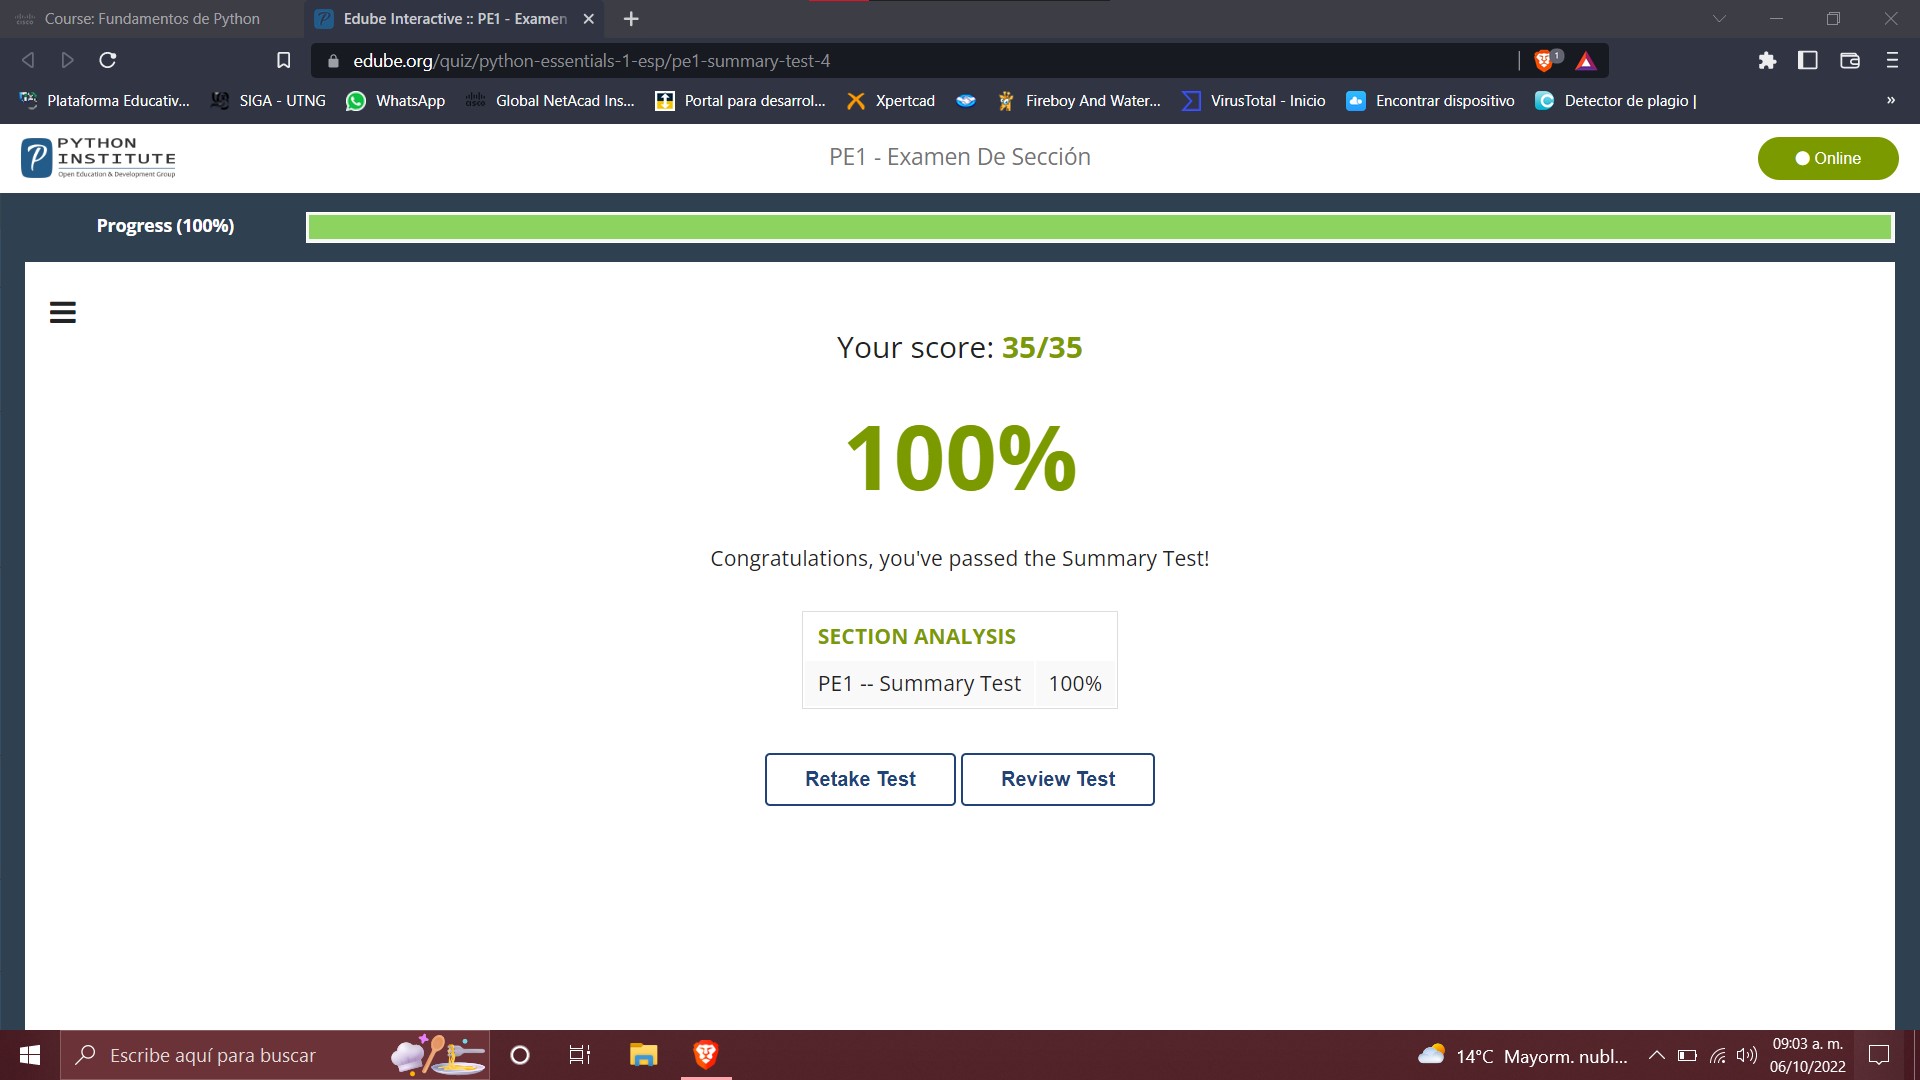 Course: Fundamentos de Python
Edube Interactive :: PE1 - Examen
edube.org/quiz/python-essentials-1-esp/pe1-summary-test-4
1
Plataforma Educativ...
SIGA - UTNG
WhatsApp
Global NetAcad Ins...
Portal para desarrol...
Xpertcad
Fireboy And Water...
VirusTotal - Inicio
Encontrar dispositivo
Detector de plagio |
»
PYTHON
INSTITUTE
Open Education & Development Group
PE1 - Examen De Sección
Online
Progress (100%)
Your score: 35/35
100%
Congratulations, you've passed the Summary Test!
SECTION ANALYSIS
PE1 -- Summary Test 100%
Retake Test
Review Test
Escribe aquí para buscar
14°C Mayorm. nubl...
09:03 a. m.
06/10/2022